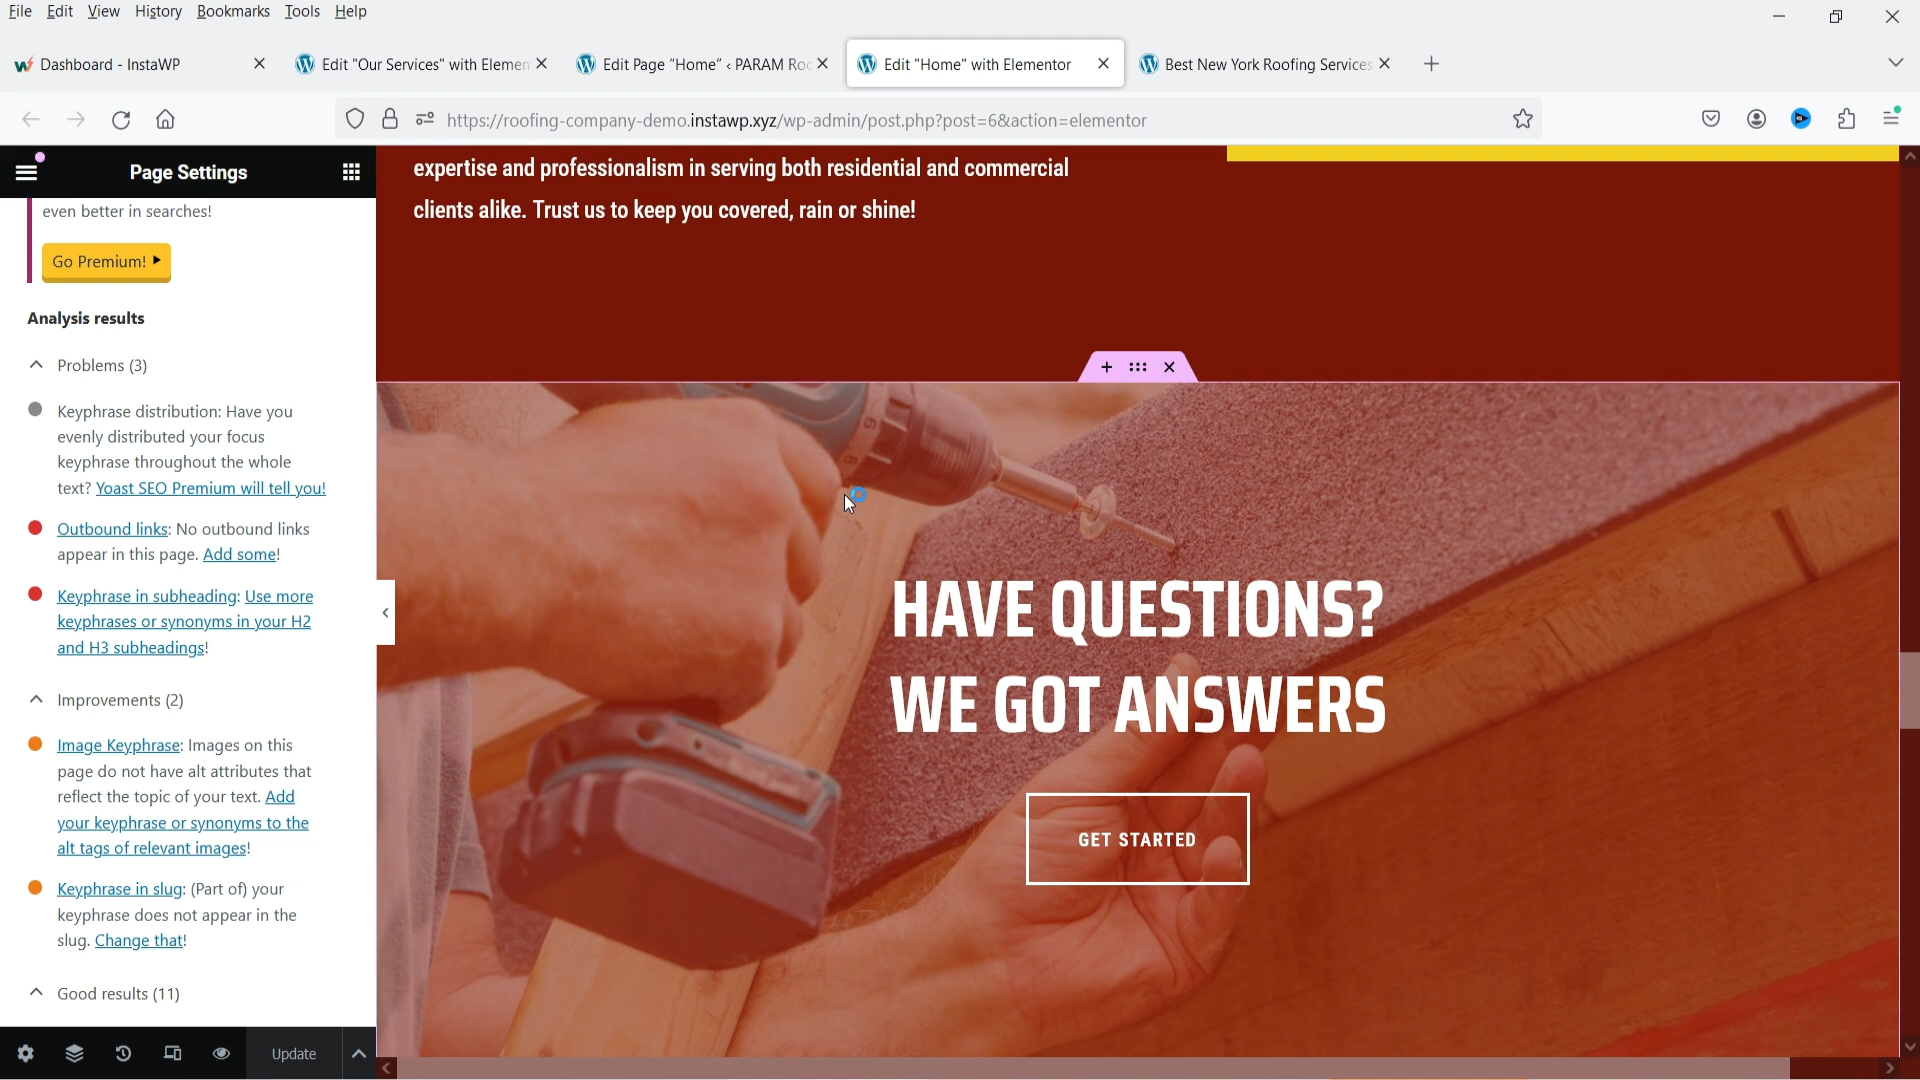 File Edit View History Bookmarks Tools Help
Dashboard - InstaWP
Edit "Our Services" with Elemen
Edit Page “Home” ‹ PARAM Roo
Edit "Home" with Elementor
Best New York Roofing Services
https://roofing-company-demo.instawp.xyz/wp-admin/post.php?post=6&action=elementor
Page Settings
even better in searches!
Go Premium!
Analysis results
Problems (3)
Keyphrase distribution: Have you
evenly distributed your focus
keyphrase throughout the whole
text? Yoast SEO Premium will tell you!
Outbound links: No outbound links
appear in this page. Add some!
Keyphrase in subheading: Use more
keyphrases or synonyms in your H2
and H3 subheadings!
Improvements (2)
Image Keyphrase: Images on this
page do not have alt attributes that
reflect the topic of your text. Add
your keyphrase or synonyms to the
alt tags of relevant images!
Keyphrase in slug: (Part of) your
keyphrase does not appear in the
slug. Change that!
Good results (11)
Update
expertise and professionalism in serving both residential and commercial
clients alike. Trust us to keep you covered, rain or shine!
HAVE QUESTIONS?
WE GOT ANSWERS
GET STARTED